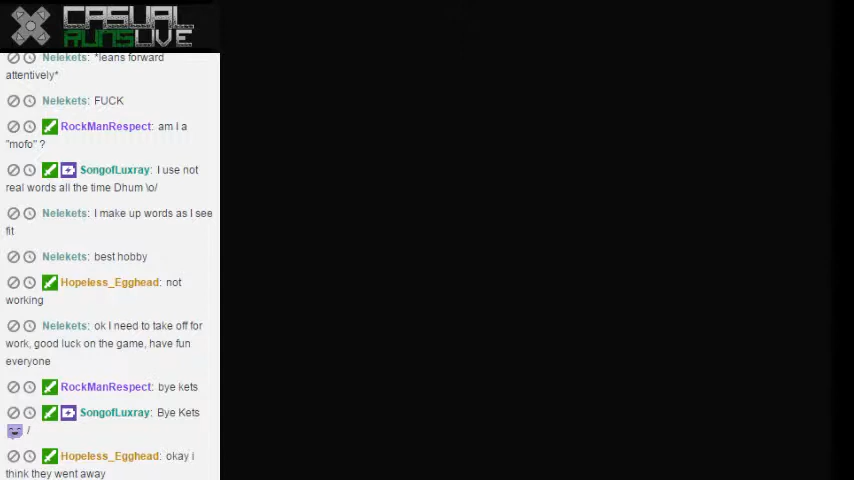 CASUAL
RUNSLIVE
Nelekets: *leans forward
attentively*
Nelekets: FUCK
RockManRespect: am I a
"mofo" ?
SongofLuxray: I use not
real words all the time Dhum \o/
Nelekets: I make up words as I see
fit
Nelekets: best hobby
Hopeless_Egghead: not
working
Nelekets: ok I need to take off for
work, good luck on the game, have fun
everyone
RockManRespect: bye kets
SongofLuxray: Bye Kets
/
Hopeless_Egghead: okay i
think they went away